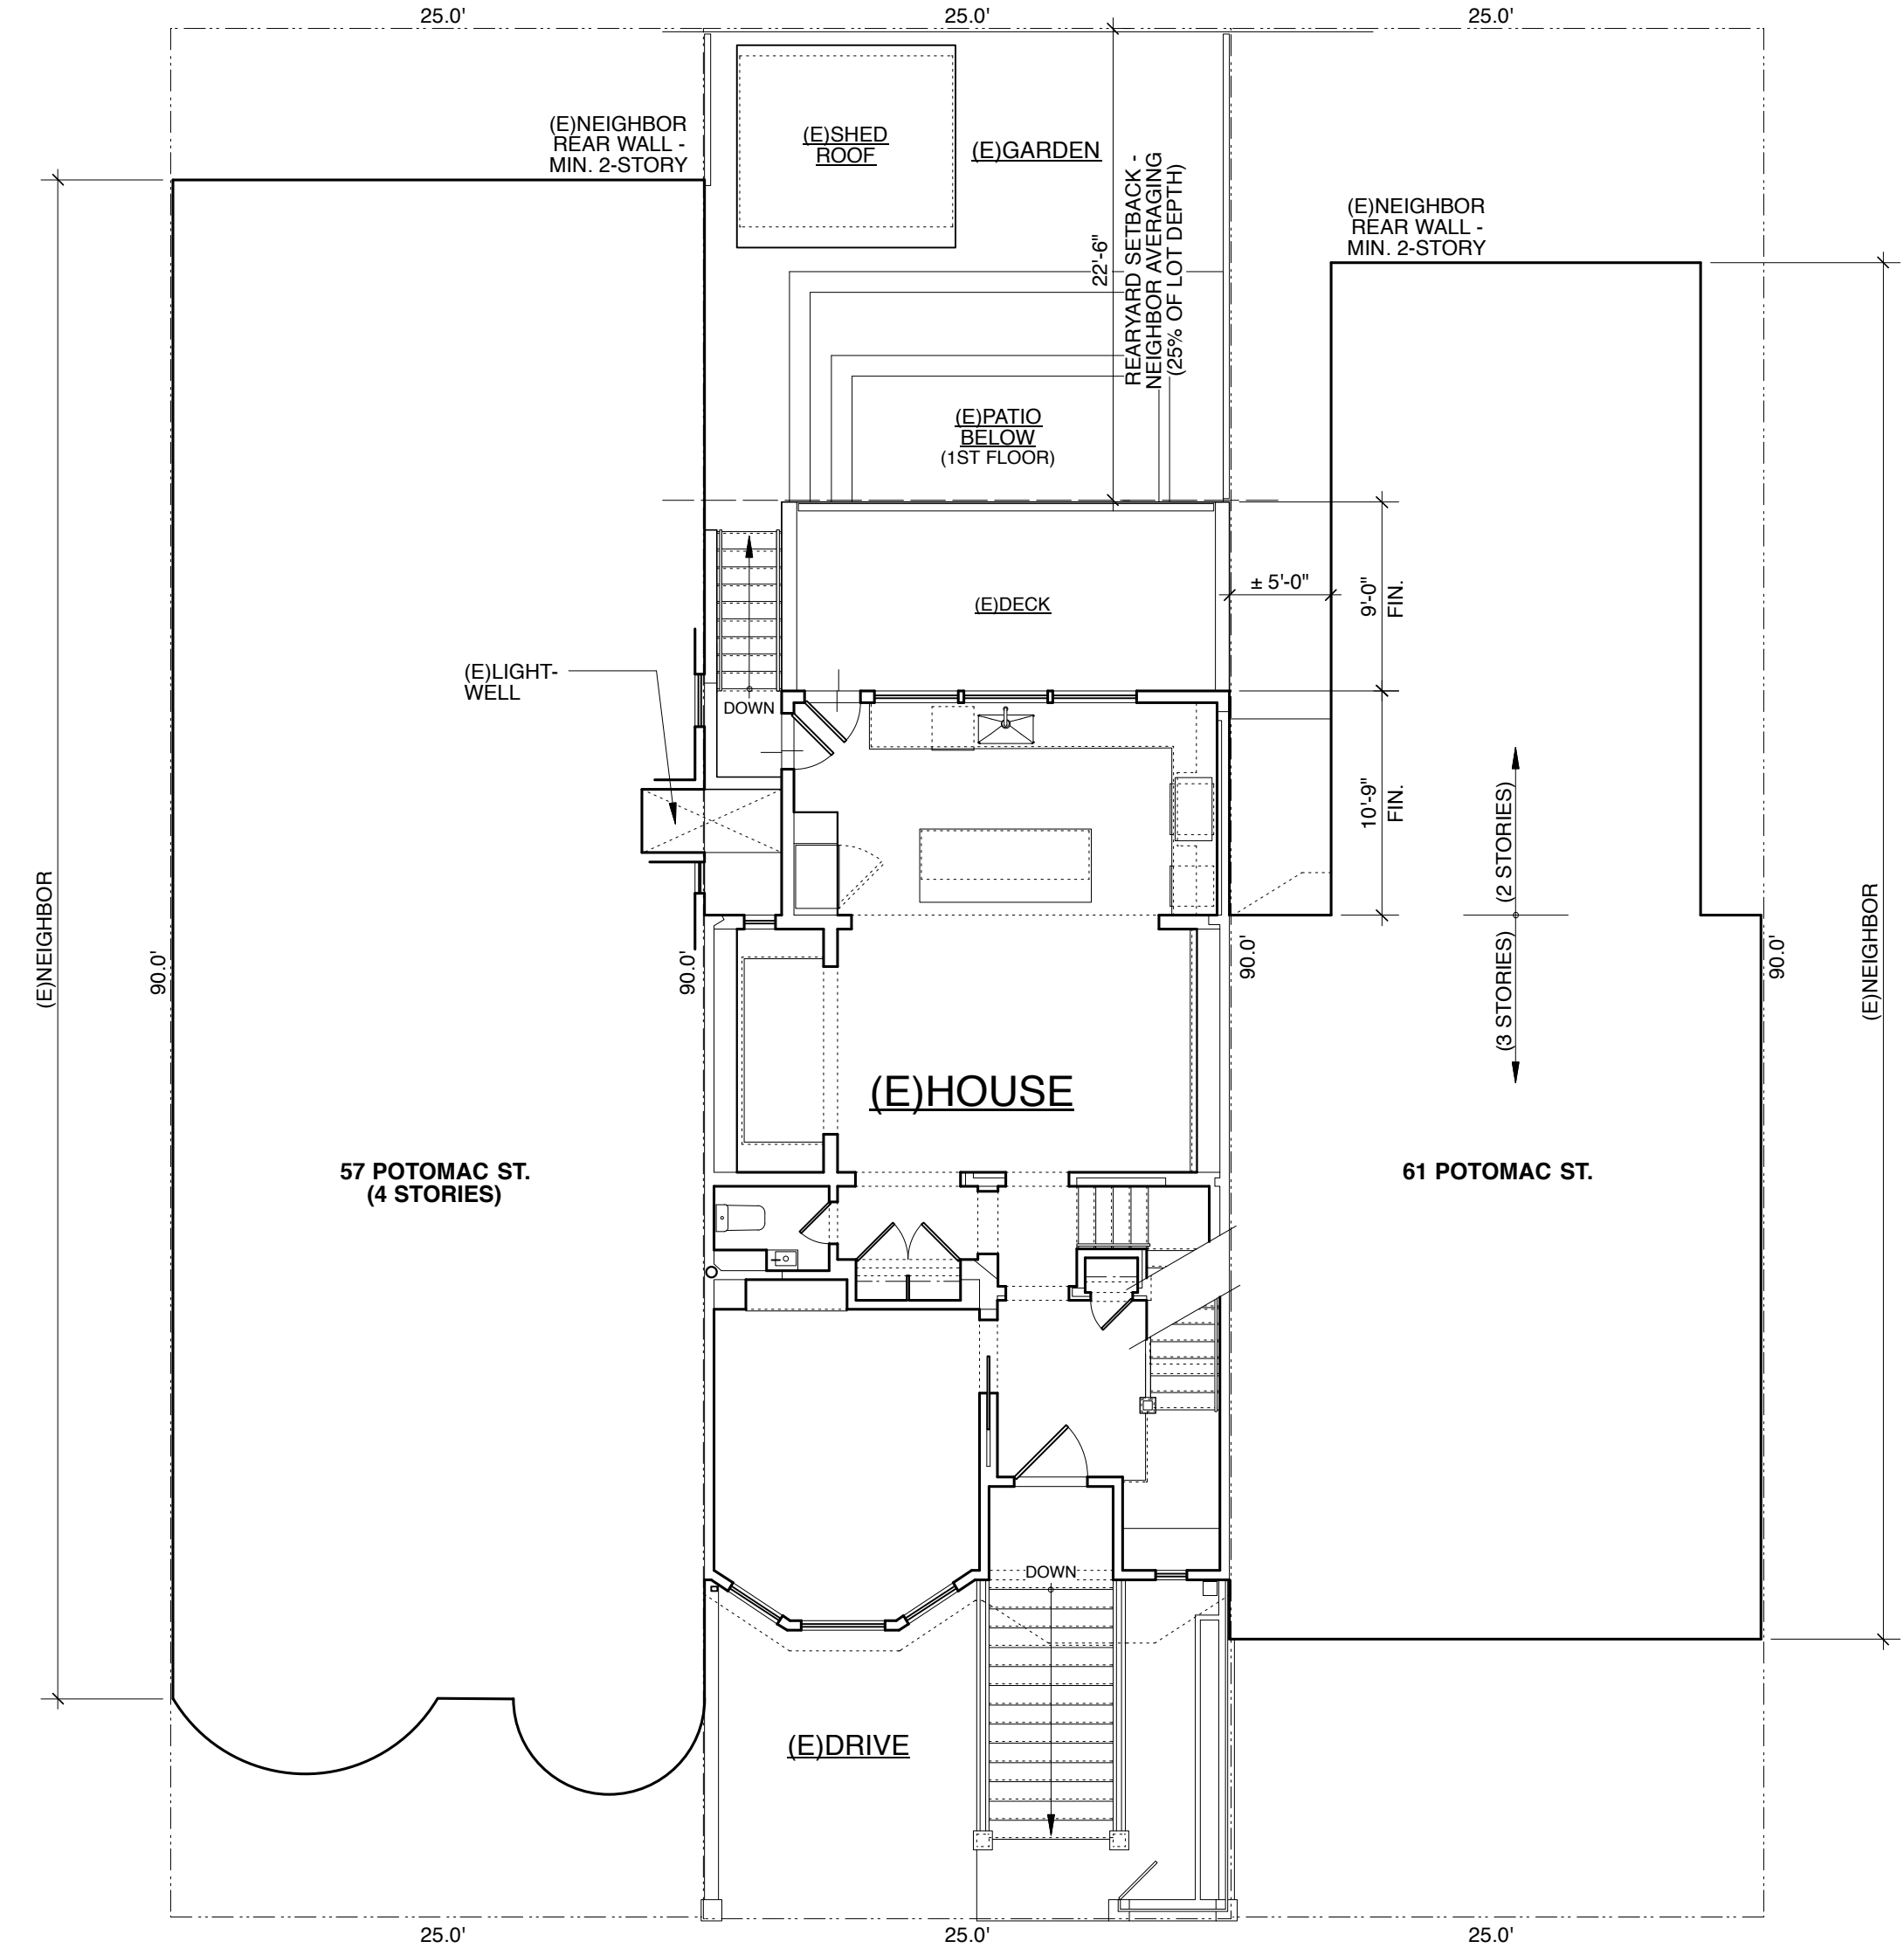 25.0'
25.0'
25.0'
(E)NEIGHBOR
REAR WALL -
MIN. 2-STORY
(E)SHED
ROOF
(E)GARDEN
22'-6"
REARYARD SETBACK -
NEIGHBOR AVERAGING
(25% OF LOT DEPTH)
(E)NEIGHBOR
REAR WALL -
MIN. 2-STORY
(E)PATIO
BELOW
(1ST FLOOR)
(E)DECK
± 5'-0"
9'-0"
FIN.
(E)LIGHT-
WELL
DOWN
10'-9"
FIN.
(2 STORIES)
(3 STORIES)
(E)NEIGHBOR
90.0'
90.0'
90.0'
90.0'
(E)NEIGHBOR
(E)HOUSE
57 POTOMAC ST.
(4 STORIES)
61 POTOMAC ST.
DOWN
(E)DRIVE
25.0'
25.0'
25.0'